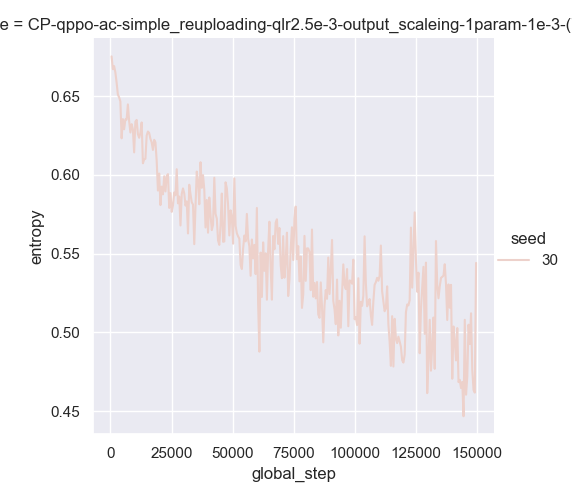 e = CP-qppo-ac-simple_reuploading-qlr2.5e-3-output_scaleing-1param-1e-3-(
0.65
0.60
0.55
0.50
0.45
entropy
0 25000 50000 75000 100000 125000 150000
global_step
seed
30